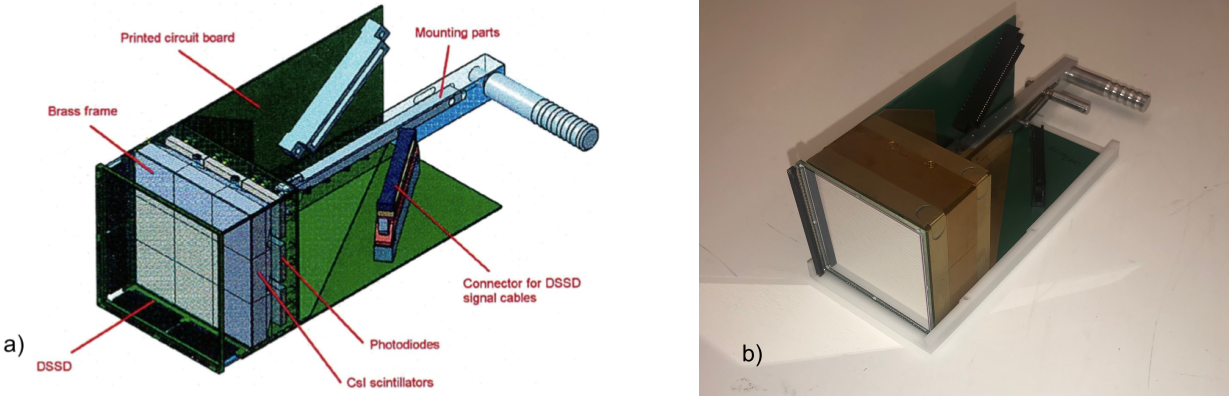 Printed circuit board
Mounting parts
Brass frame
Connector for DSSD
signal cables
Photodiodes
DSSD
CsI scintillators
a)
b)